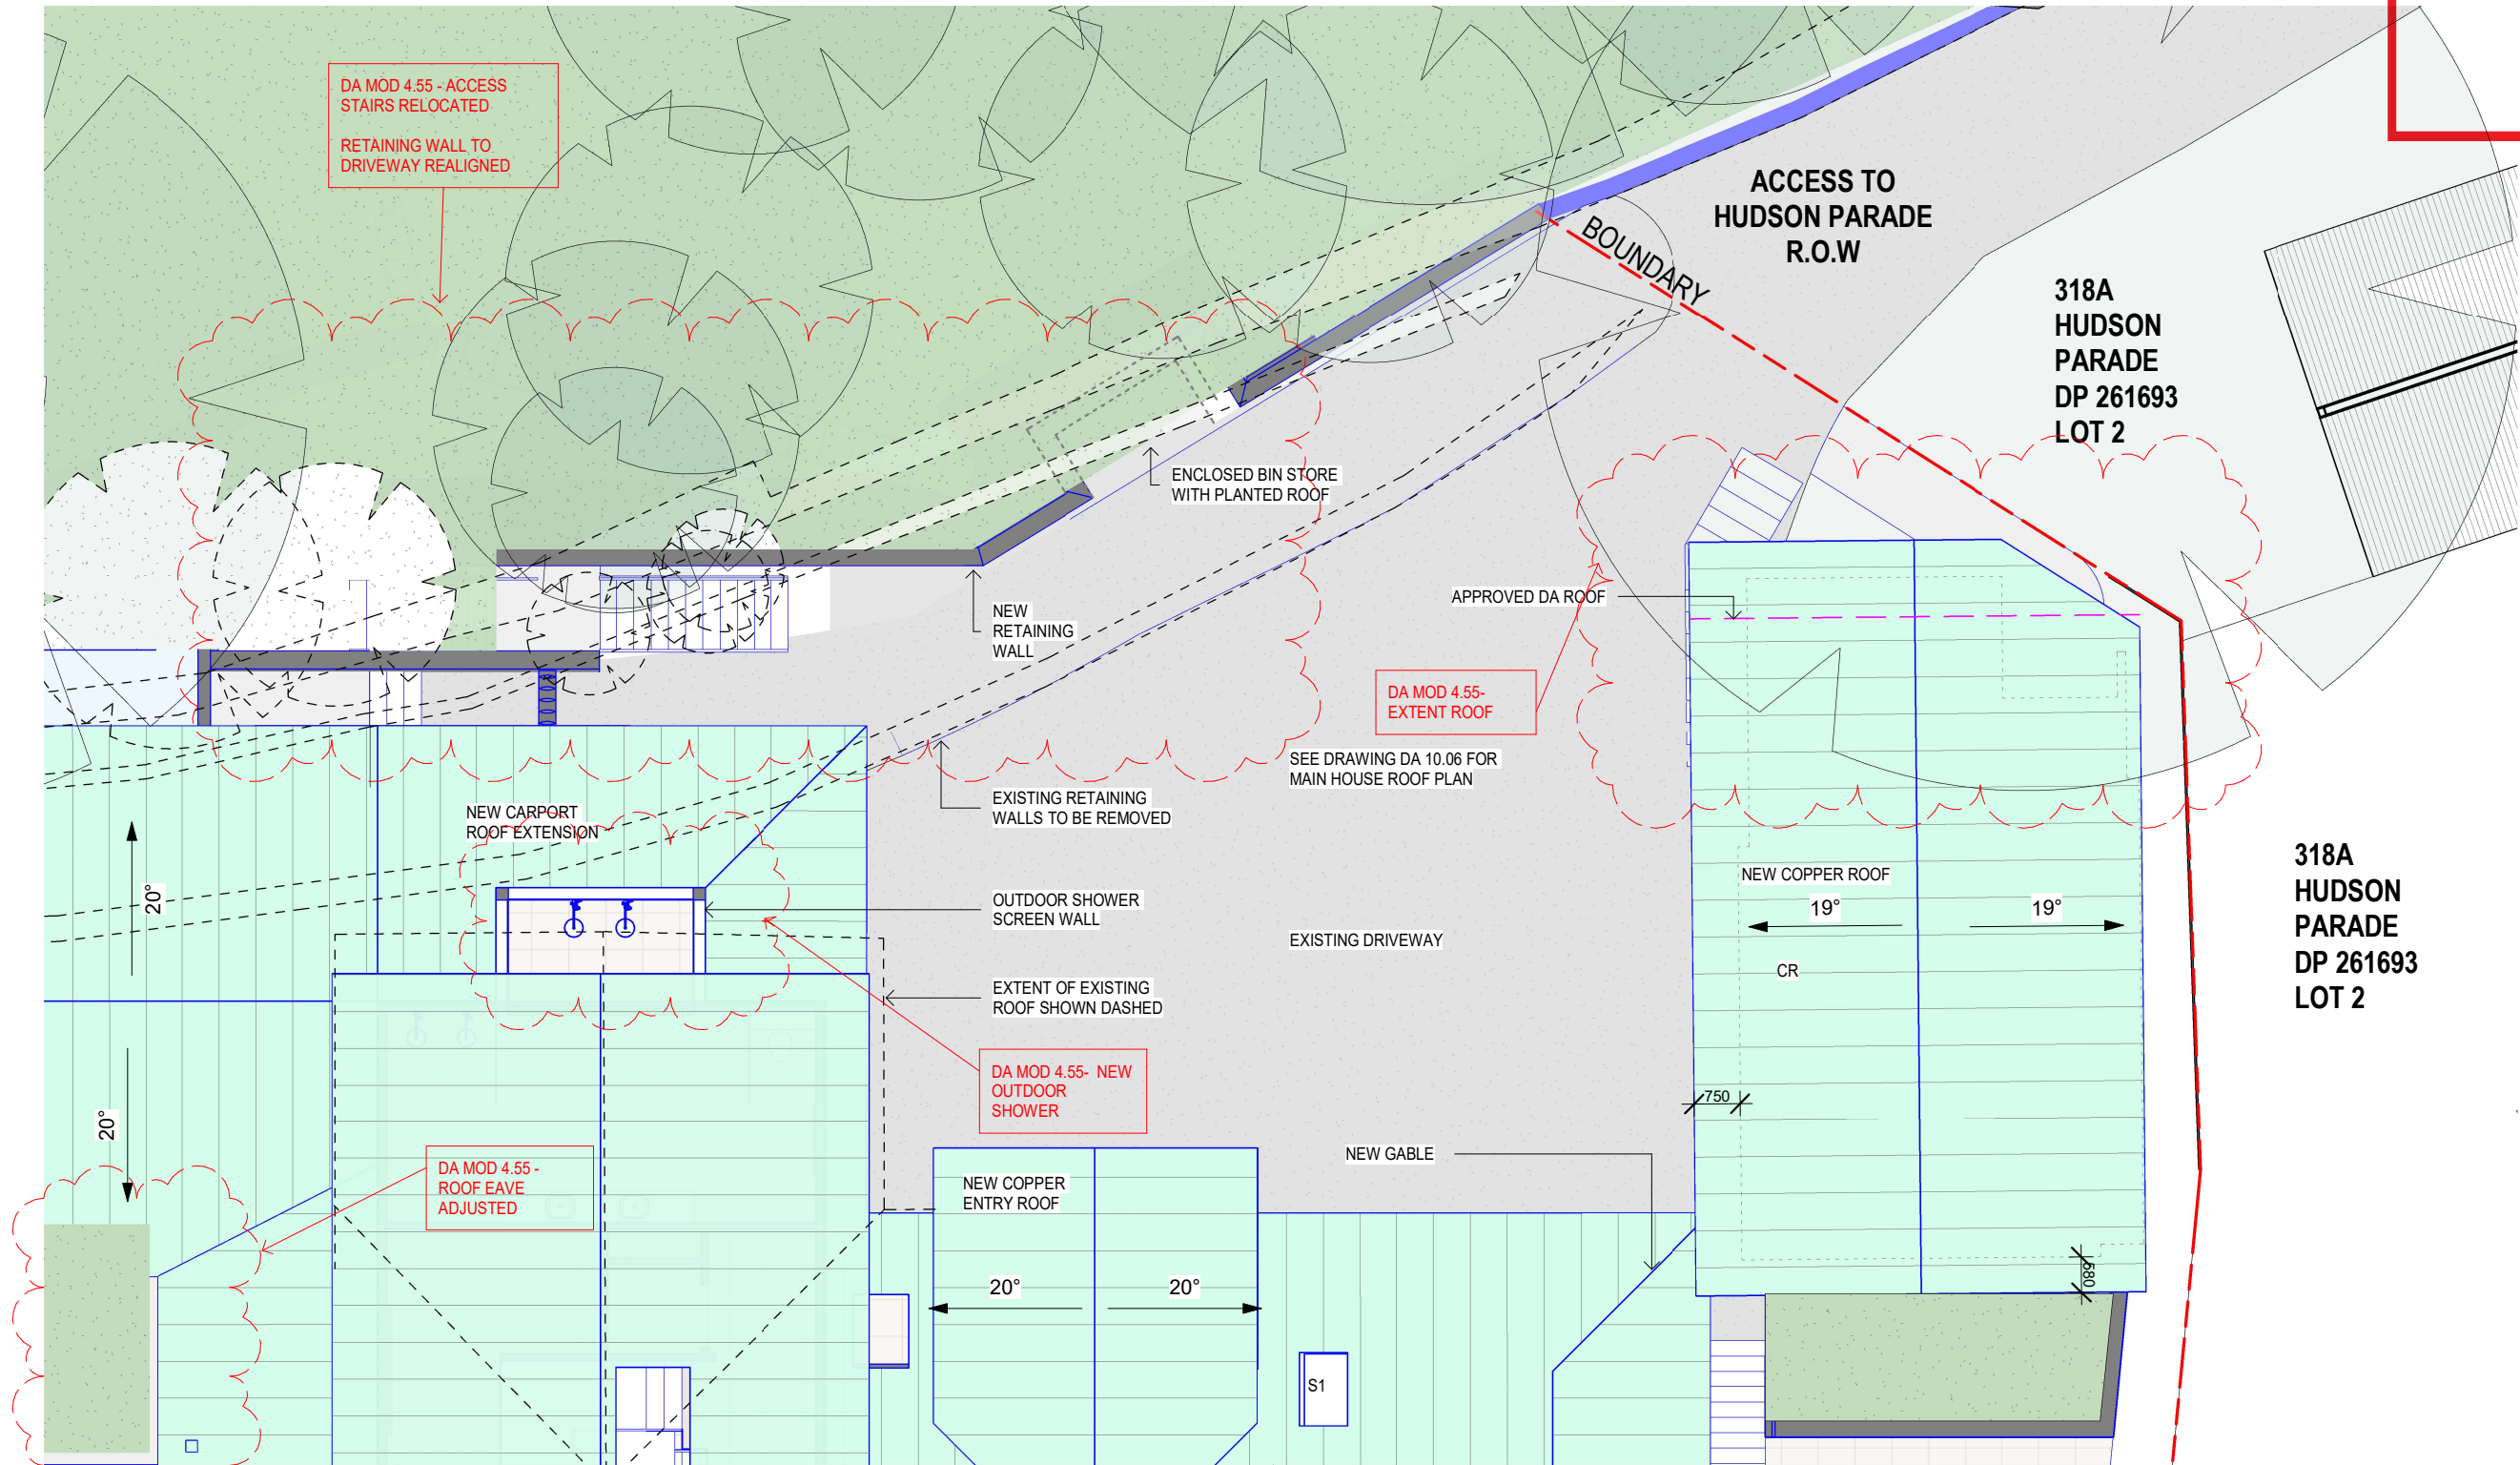 DA MOD 4.55 - ACCESS
STAIRS RELOCATED
RETAINING WALL TO
DRIVEWAY REALIGNED
ACCESS TO
HUDSON PARADE
R.O.W
BOUNDARY
318A
HUDSON
PARADE
DP 261693
LOT 2
ENCLOSED BIN STORE
WITH PLANTED ROOF
NEW
RETAINING
WALL
APPROVED DA ROOF
DA MOD 4.55-
EXTENT ROOF
SEE DRAWING DA 10.06 FOR
MAIN HOUSE ROOF PLAN
NEW CARPORT
ROOF EXTENSION
EXISTING RETAINING
WALLS TO BE REMOVED
318A
HUDSON
PARADE
DP 261693
LOT 2
NEW COPPER ROOF
19°
19°
CR
20°
OUTDOOR SHOWER
SCREEN WALL
EXISTING DRIVEWAY
EXTENT OF EXISTING
ROOF SHOWN DASHED
DA MOD 4.55- NEW
OUTDOOR
SHOWER
750
20°
DA MOD 4.55 -
ROOF EAVE
ADJUSTED
NEW GABLE
NEW COPPER
ENTRY ROOF
20°
20°
680
S1